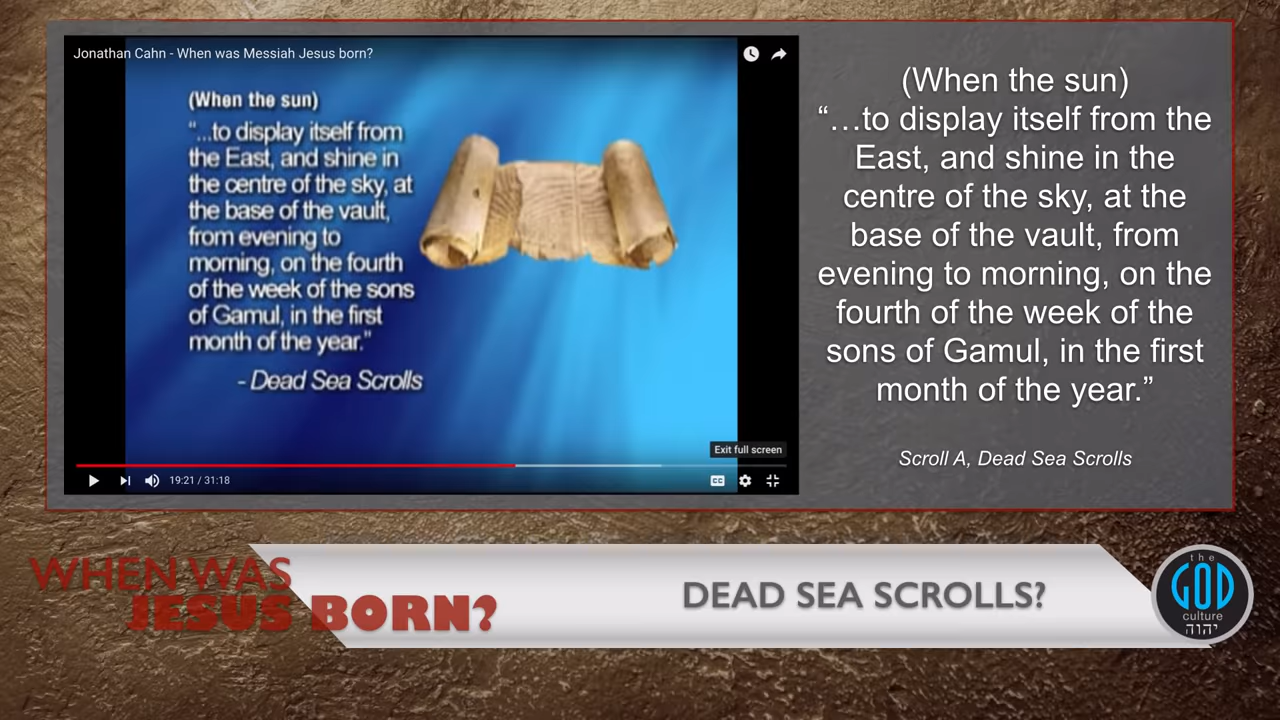 Jonathan Cahn - When was Messiah Jesus born?
(When the sun)
“...to display itself from
the East, and shine in
the centre of the sky, at
the base of the vault,
from evening to
morning, on the fourth
of the week of the sons
of Gamul, in the first
month of the year.”
- Dead Sea Scrolls
Exit full screen
19:21 / 31:18
CC
(When the sun)
“…to display itself from the
East, and shine in the
centre of the sky, at the
base of the vault, from
evening to morning, on the
fourth of the week of the
sons of Gamul, in the first
month of the year.”
Scroll A, Dead Sea Scrolls
WHEN WAS
JESUS BORN?
DEAD SEA SCROLLS?
the
GOD
culture
יהוה